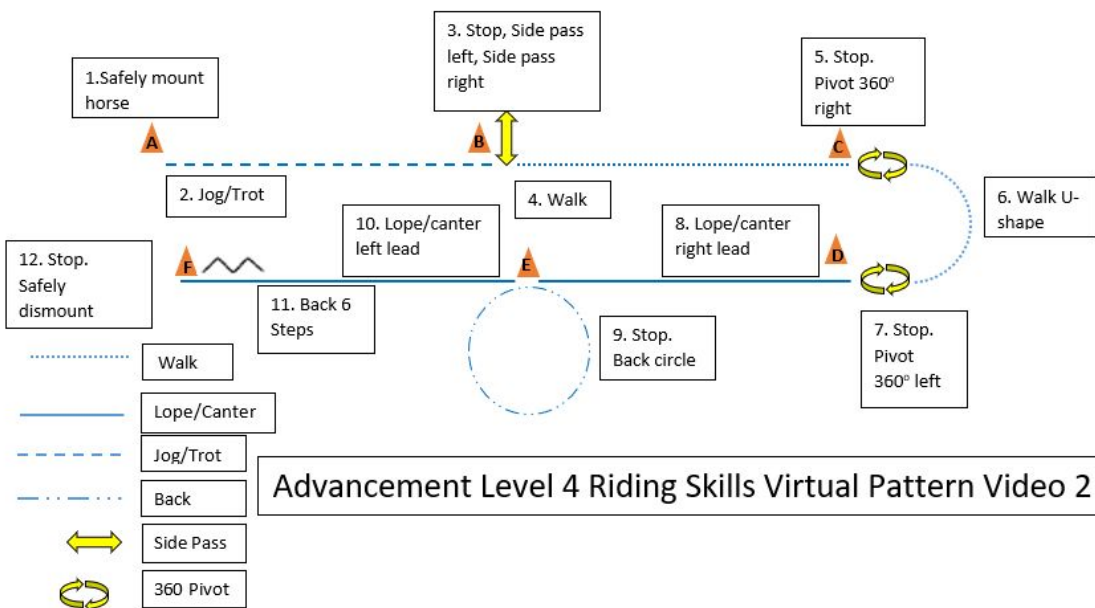 3. Stop, Side pass
left, Side pass
right
1.Safely mount
horse
5. Stop.
Pivot 360°
right
A
B
C
2. Jog/Trot
4. Walk
6. Walk U-
shape
10. Lope/canter
left lead
8. Lope/canter
right lead
12. Stop.
Safely
dismount
F
E
D
11. Back 6
Steps
9. Stop.
Back circle
7. Stop.
Pivot
360° left
Walk
Lope/Canter
Jog/Trot
Back
Side Pass
360 Pivot
Advancement Level 4 Riding Skills Virtual Pattern Video 2